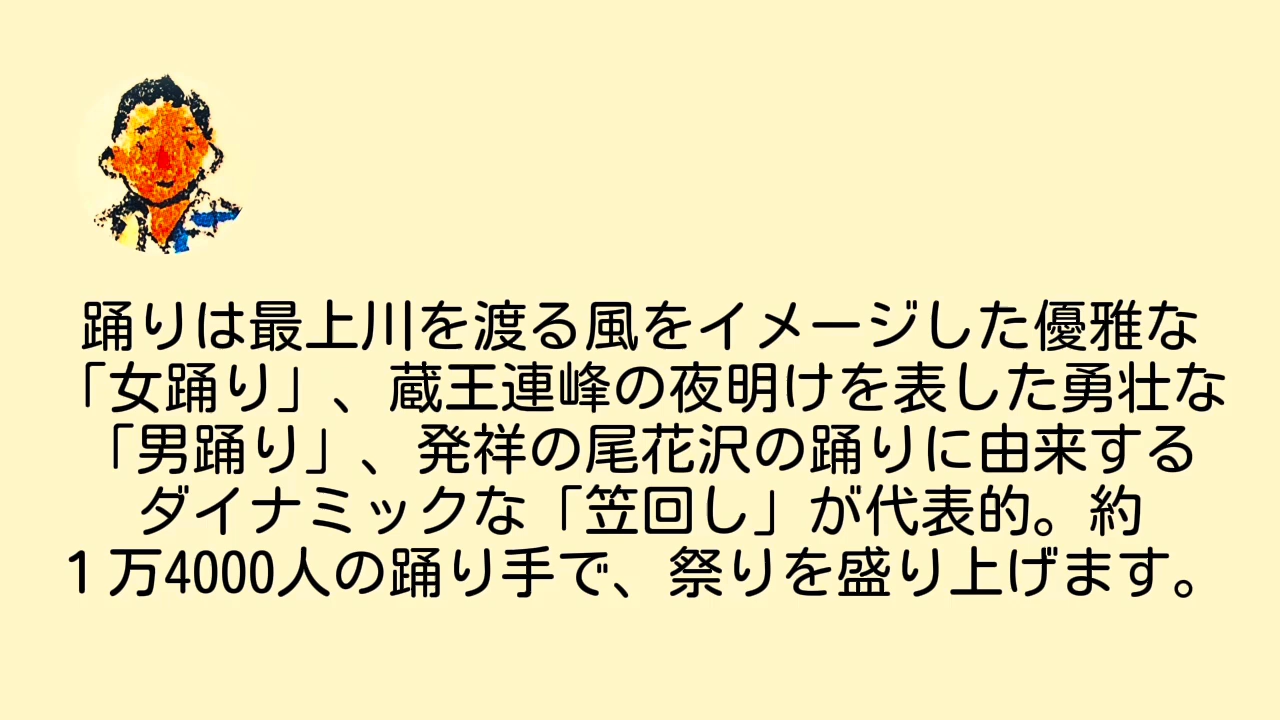 踊りは最上川を渡る風をイメージした優雅な
「女踊り」、蔵王連峰の夜明けを表した勇壮な
「男踊り」、発祥の尾花沢の踊りに由来する
ダイナミックな「笠回し」が代表的。約
１万4000人の踊り手で、祭りを盛り上げます。